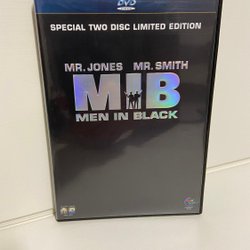 DVD
SPECIAL TWO DISC LIMITED EDITION
MR. JONES MR. SMITH
MIB
MEN IN BLACK